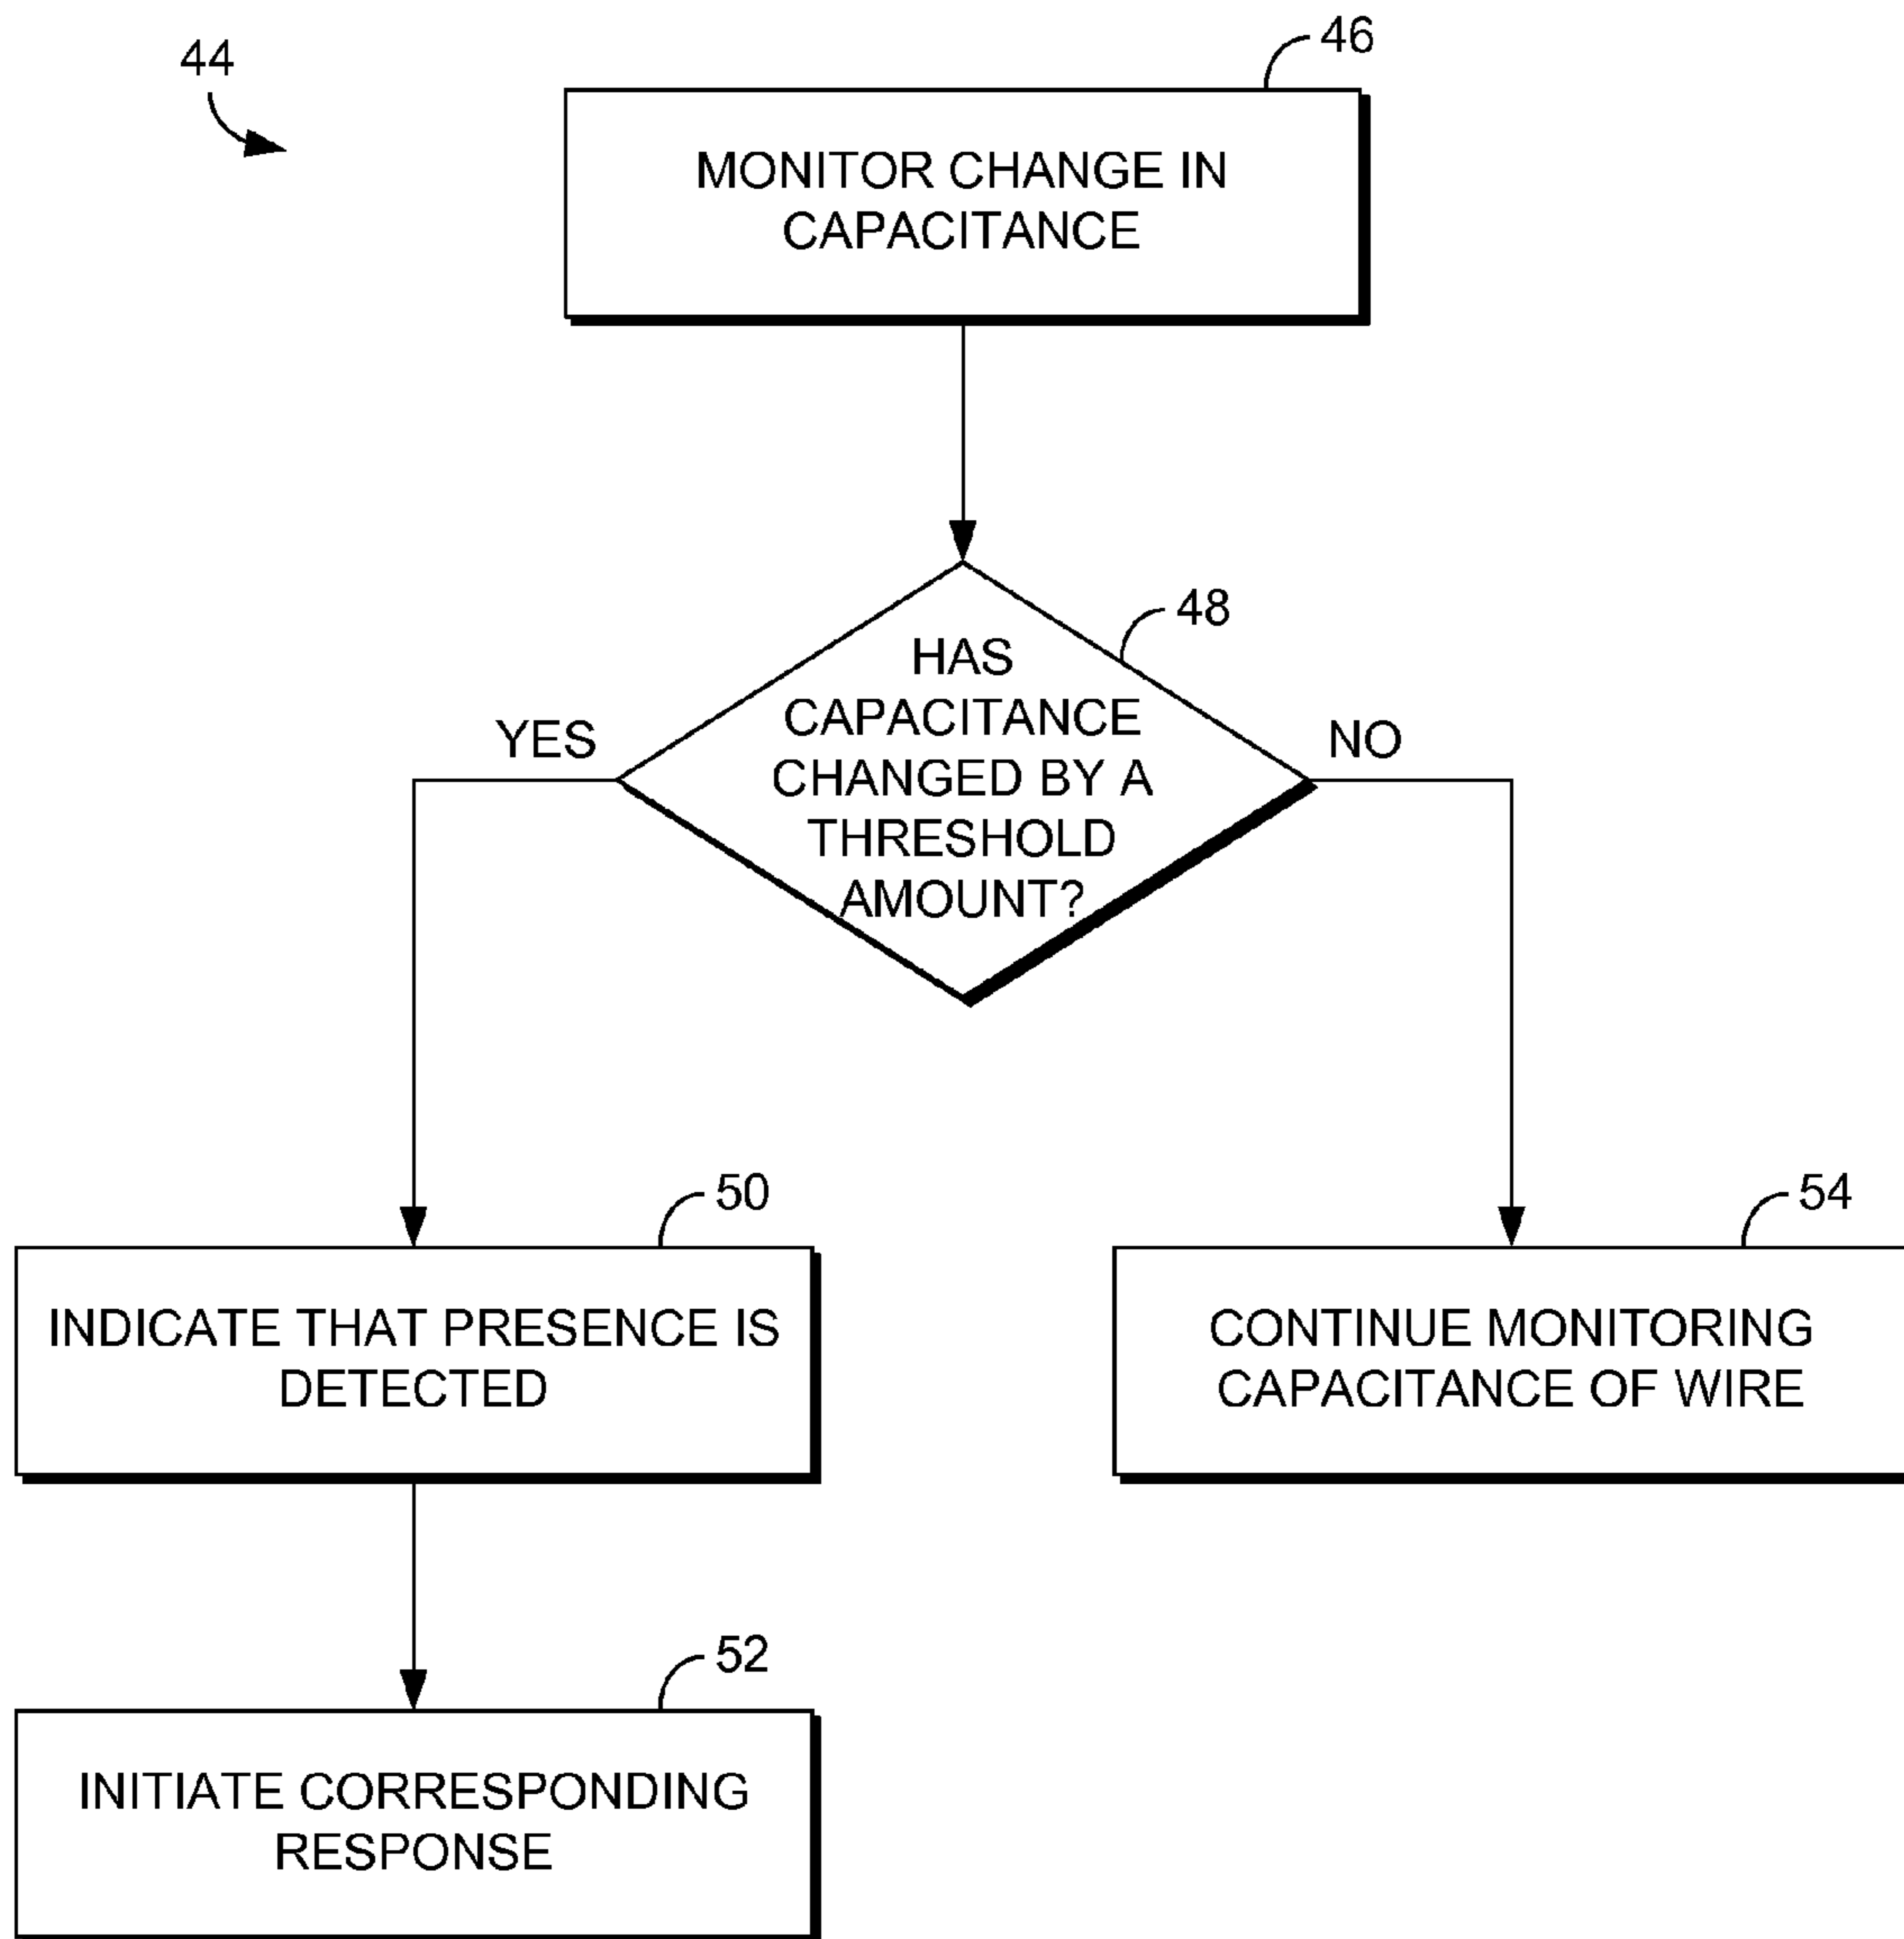 44
46
MONITOR CHANGE IN
CAPACITANCE
48
HAS
CAPACITANCE
CHANGED BY A
THRESHOLD
AMOUNT?
YES
NO
50
INDICATE THAT PRESENCE IS
DETECTED
54
CONTINUE MONITORING
CAPACITANCE OF WIRE
52
INITIATE CORRESPONDING
RESPONSE